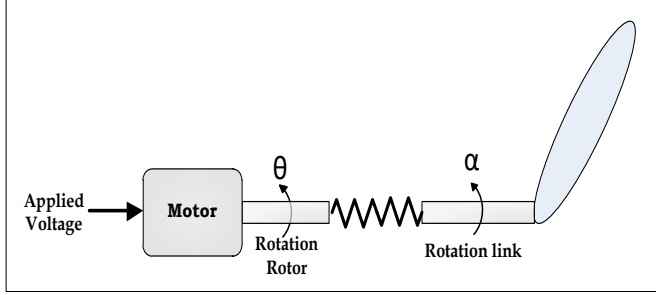 Applied
Voltage
Motor
θ
Rotation
Rotor
α
Rotation link